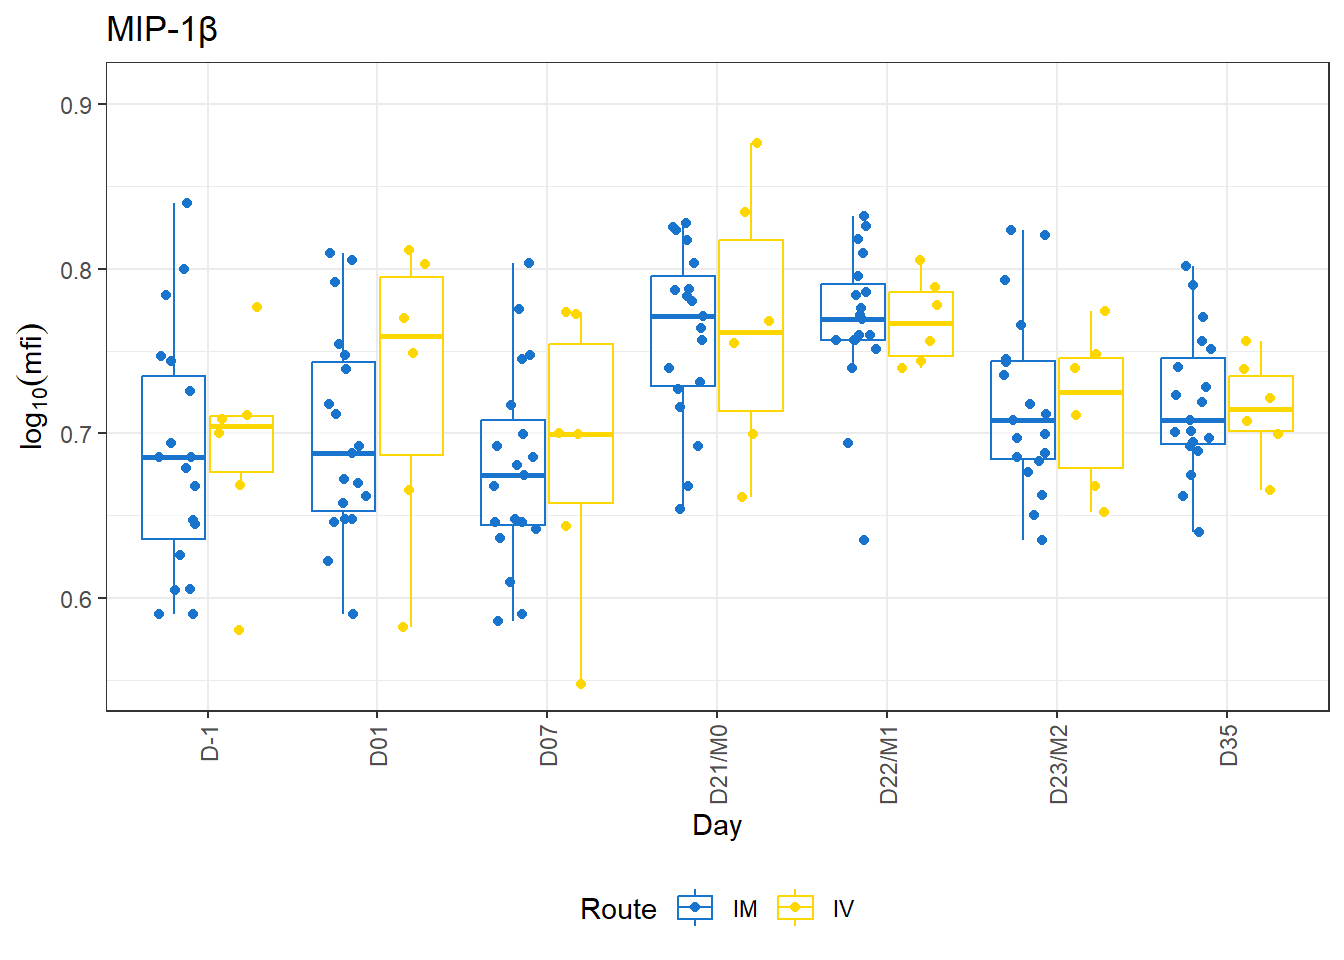 MIP-1β
log10(mfi)
0.9
0.8
0.7
0.6
D-1
D01
D07
D21/M0
D22/M1
D23/M2
D35
Day
Route IM IV